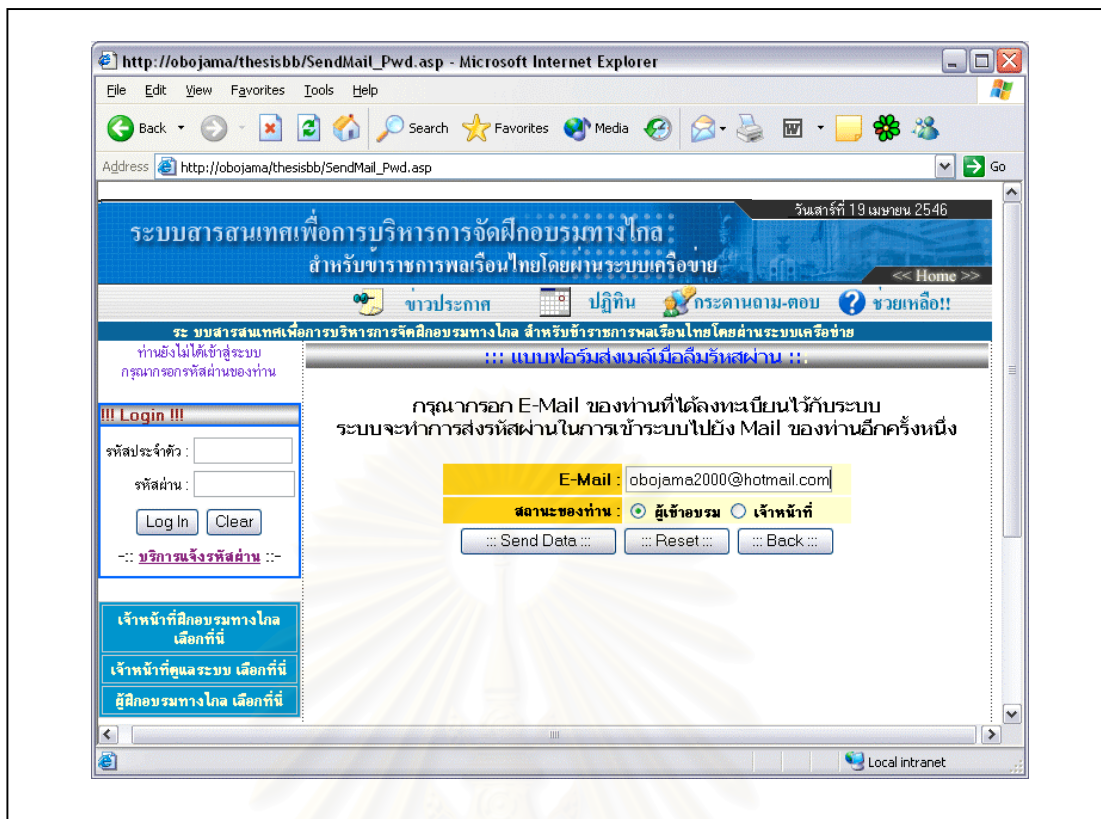 http://obojama/thesisbb/SendMail_Pwd.asp - Microsoft Internet Explorer
File Edit View Favorites Tools Help
Back Search Favorites Media
Address http://obojama/thesisbb/SendMail_Pwd.asp Go
วันเสาร์ที่ 19 เมษายน 2546
ระบบสารสนเทศเพื่อการบริหารการจัดฝึกอบรมทางไกล :
สำหรับข้าราชการพลเรือนไทยโดยผ่านระบบเครือข่าย
<< Home >>
ข่าวประกาศ ปฏิทิน กระดานถาม-ตอบ ช่วยเหลือ!!
ระ บบสารสนเทศเพื่อการบริหารการจัดฝึกอบรมทางไกล สำหรับข้าราชการพลเรือนไทยโดยผ่านระบบเครือข่าย
ท่านยังไม่ได้เข้าสู่ระบบ
กรุณากรอกรหัสผ่านของท่าน
!!! Login !!!
รหัสประจำตัว :
รหัสผ่าน :
Log In Clear
-:: บริการแจ้งรหัสผ่าน ::-
เจ้าหน้าที่ฝึกอบรมทางไกล
เลือกที่นี่
เจ้าหน้าที่ดูแลระบบ เลือกที่นี่
ผู้ฝึกอบรมทางไกล เลือกที่นี่
::: แบบฟอร์มส่งเมล์เมื่อลืมรหัสผ่าน :::
กรุณากรอก E-Mail ของท่านที่ได้ลงทะเบียนไว้กับระบบ
ระบบจะทำการส่งรหัสผ่านในการเข้าระบบไปยัง Mail ของท่านอีกครั้งหนึ่ง
E-Mail : obojama2000@hotmail.com
สถานะของท่าน : ผู้เข้าอบรม เจ้าหน้าที่
::: Send Data ::: ::: Reset ::: ::: Back :::
Local intranet